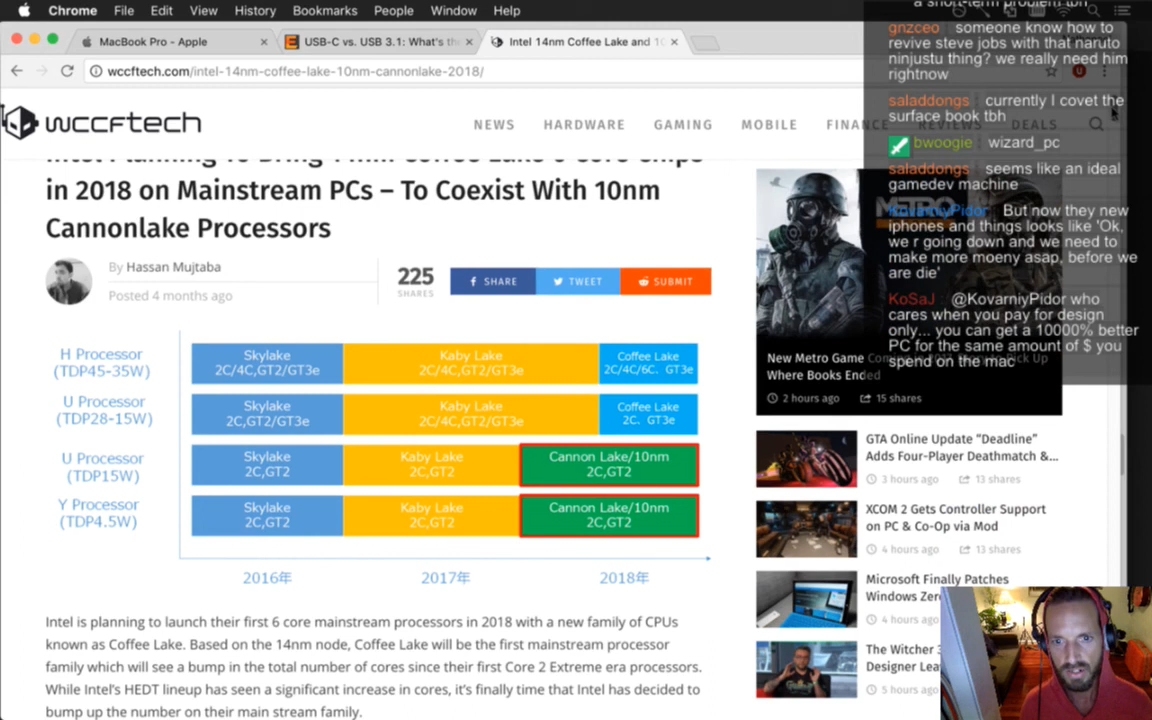 Chrome File Edit View History Bookmarks People Window Help
MacBook Pro - Apple
USB-C vs. USB 3.1: What's the
Intel 14nm Coffee Lake and 10
wccftech.com/intel-14nm-coffee-lake-10nm-cannonlake-2018/
wccftech
NEWS HARDWARE GAMING MOBILE FINANCE REVIEWS DEALS
Intel Planning To Bring 14nm Coffee Lake 6 Core Chips
in 2018 on Mainstream PCs – To Coexist With 10nm
Cannonlake Processors
By Hassan Mujtaba
Posted 4 months ago
225
SHARES
SHARE
TWEET
SUBMIT
H Processor
(TDP45-35W)
Skylake
2C/4C,GT2/GT3e
Kaby Lake
2C/4C,GT2/GT3e
Coffee Lake
2C/4C/6C、GT3e
U Processor
(TDP28-15W)
Skylake
2C,GT2/GT3e
Kaby Lake
2C/4C,GT2/GT3e
Coffee Lake
2C、GT3e
U Processor
(TDP15W)
Skylake
2C,GT2
Kaby Lake
2C,GT2
Cannon Lake/10nm
2C,GT2
Y Processor
(TDP4.5W)
Skylake
2C,GT2
Kaby Lake
2C,GT2
Cannon Lake/10nm
2C,GT2
2016年 2017年 2018年
Intel is planning to launch their first 6 core mainstream processors in 2018 with a new family of CPUs
known as Coffee Lake. Based on the 14nm node, Coffee Lake will be the first mainstream processor
family which will see a bump in the total number of cores since their first Core 2 Extreme era processors.
While Intel's HEDT lineup has seen a significant increase in cores, it's finally time that Intel has decided to
bump up the number on their main stream family.
a short-term problem tbh
gnzceo someone know how to
revive steve jobs with that naruto
ninjustu thing? we really need him
rightnow
saladdongs currently I covet the
surface book tbh
bwoogie wizard_pc
saladdongs seems like an ideal
gamedev machine
KovarniyPidor But now they new
iphones and things looks like 'Ok,
we r going down and we need to
make more moeny asap, before we
are die'
KoSaJ : @KovarniyPidor who
cares when you pay for design
only... you can get a 10000% better
PC for the same amount of $ you
spend on the mac
METRO
New Metro Game Coming to Pick Up
Where Books Ended
2 hours ago 15 shares
GTA Online Update "Deadline"
Adds Four-Player Deathmatch &...
3 hours ago 13 shares
XCOM 2 Gets Controller Support
on PC & Co-Op via Mod
4 hours ago 13 shares
Microsoft Finally Patches
Windows Zero
4 hours ago
The Witcher 3
Designer Lea
5 hours ago